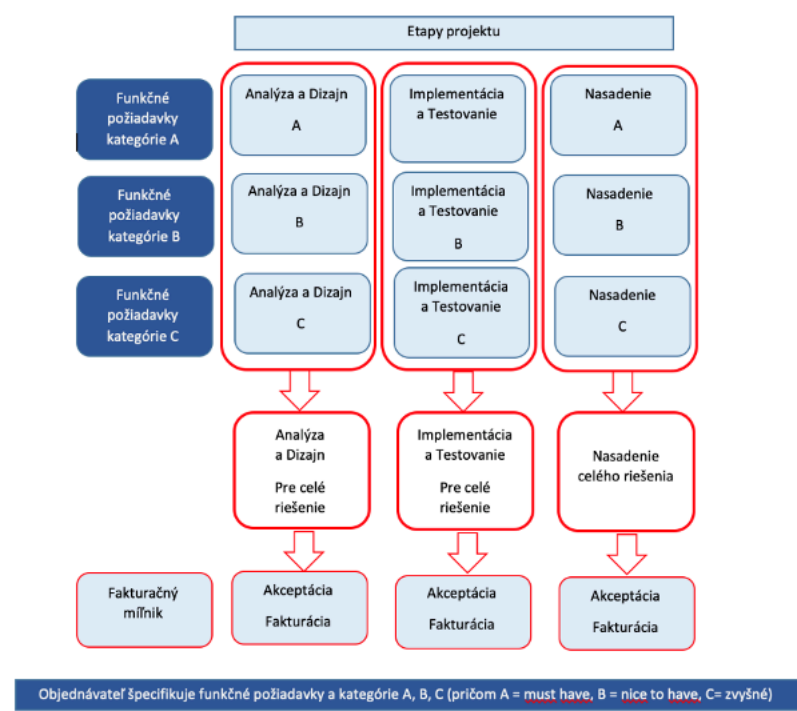 Etapy projektu
Funkčné
požiadavky
kategórie A
Analýza a Dizajn
A
Implementácia
a Testovanie
Nasadenie
A
Funkčné
požiadavky
kategórie B
Analýza a Dizajn
B
Implementácia
a Testovanie
B
Nasadenie
B
Funkčné
požiadavky
kategórie C
Analýza a Dizajn
C
Implementácia
a Testovanie
C
Nasadenie
C
Analýza
a Dizajn
Pre celé
riešenie
Implementácia
a Testovanie
Pre celé
riešenie
Nasadenie
celého riešenia
Fakturačný
míľnik
Akceptácia
Fakturácia
Akceptácia
Fakturácia
Akceptácia
Fakturácia
Objednávateľ špecifikuje funkčné požiadavky a kategórie A, B, C (pričom A = must have, B = nice to have, C= zvyšné)